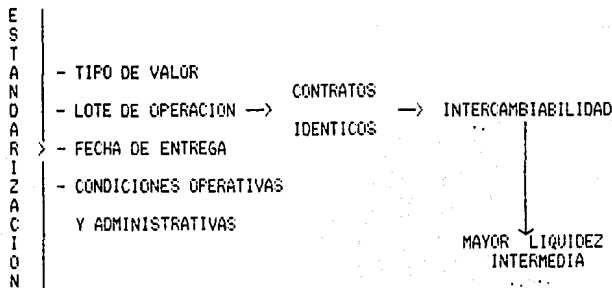 ESTANDARIZACION
- TIPO DE VALOR
- LOTE DE OPERACION —>
> - FECHA DE ENTREGA
- CONDICIONES OPERATIVAS
Y ADMINISTRATIVAS
CONTRATOS
IDENTICOS
—> INTERCAMBIABILIDAD
MAYOR LIQUIDEZ
INTERMEDIA